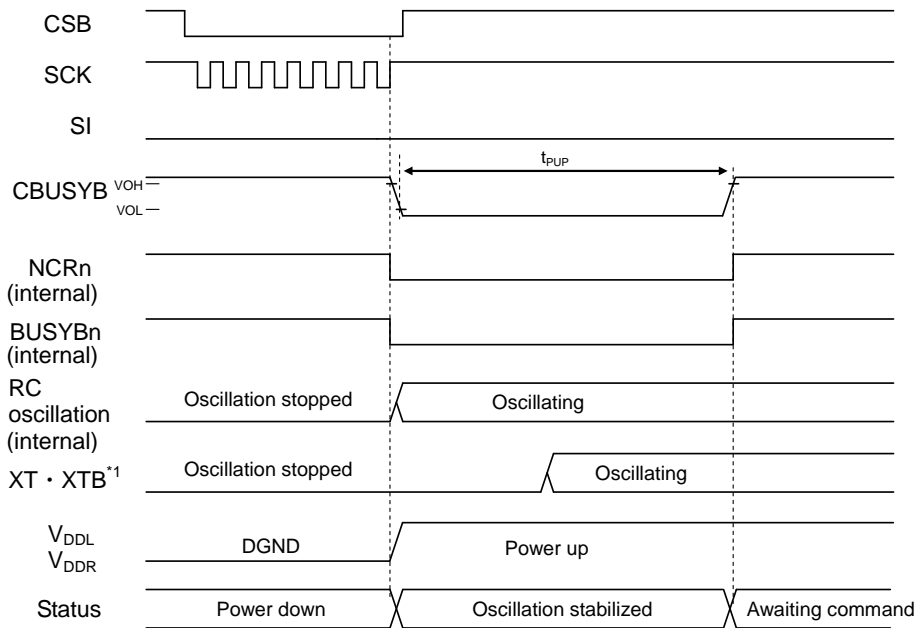 CSB
SCK
SI
tPUP
CBUSYB VOH
VOL
NCRn
(internal)
BUSYBn
(internal)
RC
oscillation
(internal)
Oscillation stopped
Oscillating
XT・XTB*1
Oscillation stopped
Oscillating
VDDL
VDDR
DGND
Power up
Status
Power down
Oscillation stabilized
Awaiting command